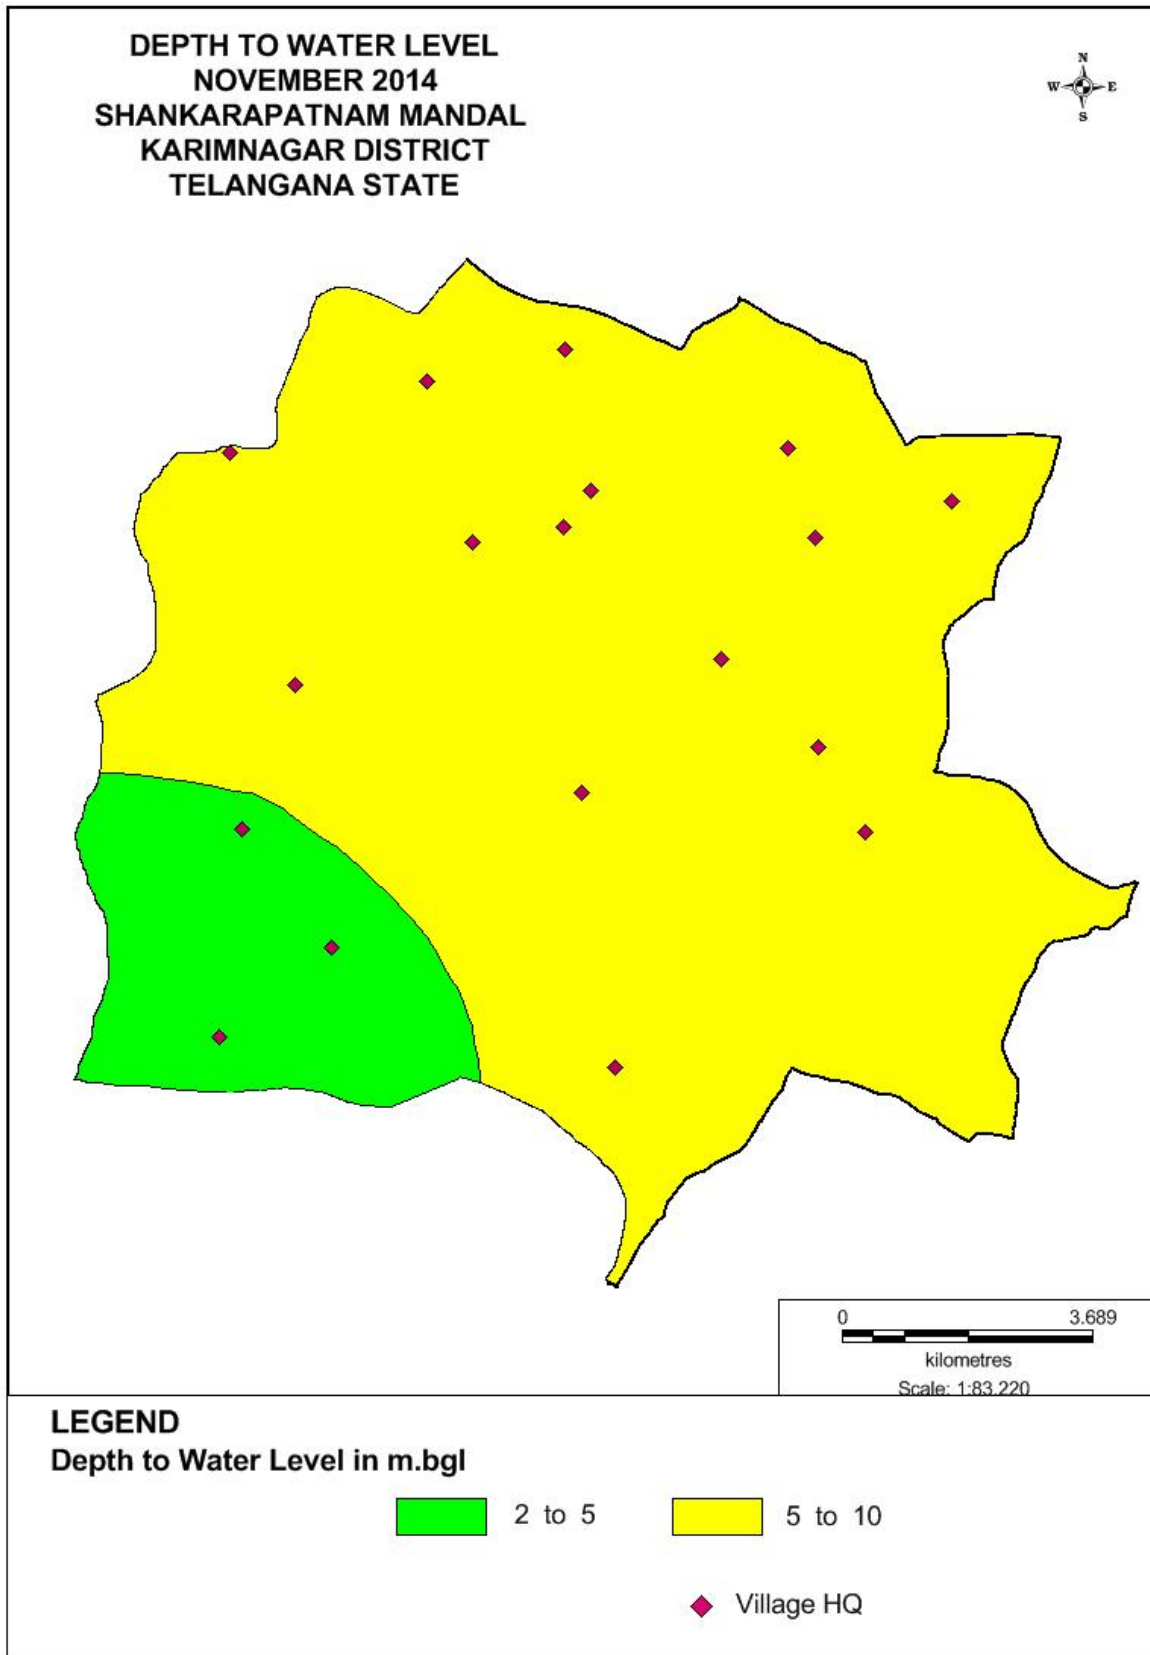 DEPTH TO WATER LEVEL
NOVEMBER 2014
SHANKARAPATNAM MANDAL
KARIMNAGAR DISTRICT
TELANGANA STATE
N
W E
S
0 3.689
kilometres
Scale: 1:83,220
LEGEND
Depth to Water Level in m.bgl
2 to 5 5 to 10
Village HQ